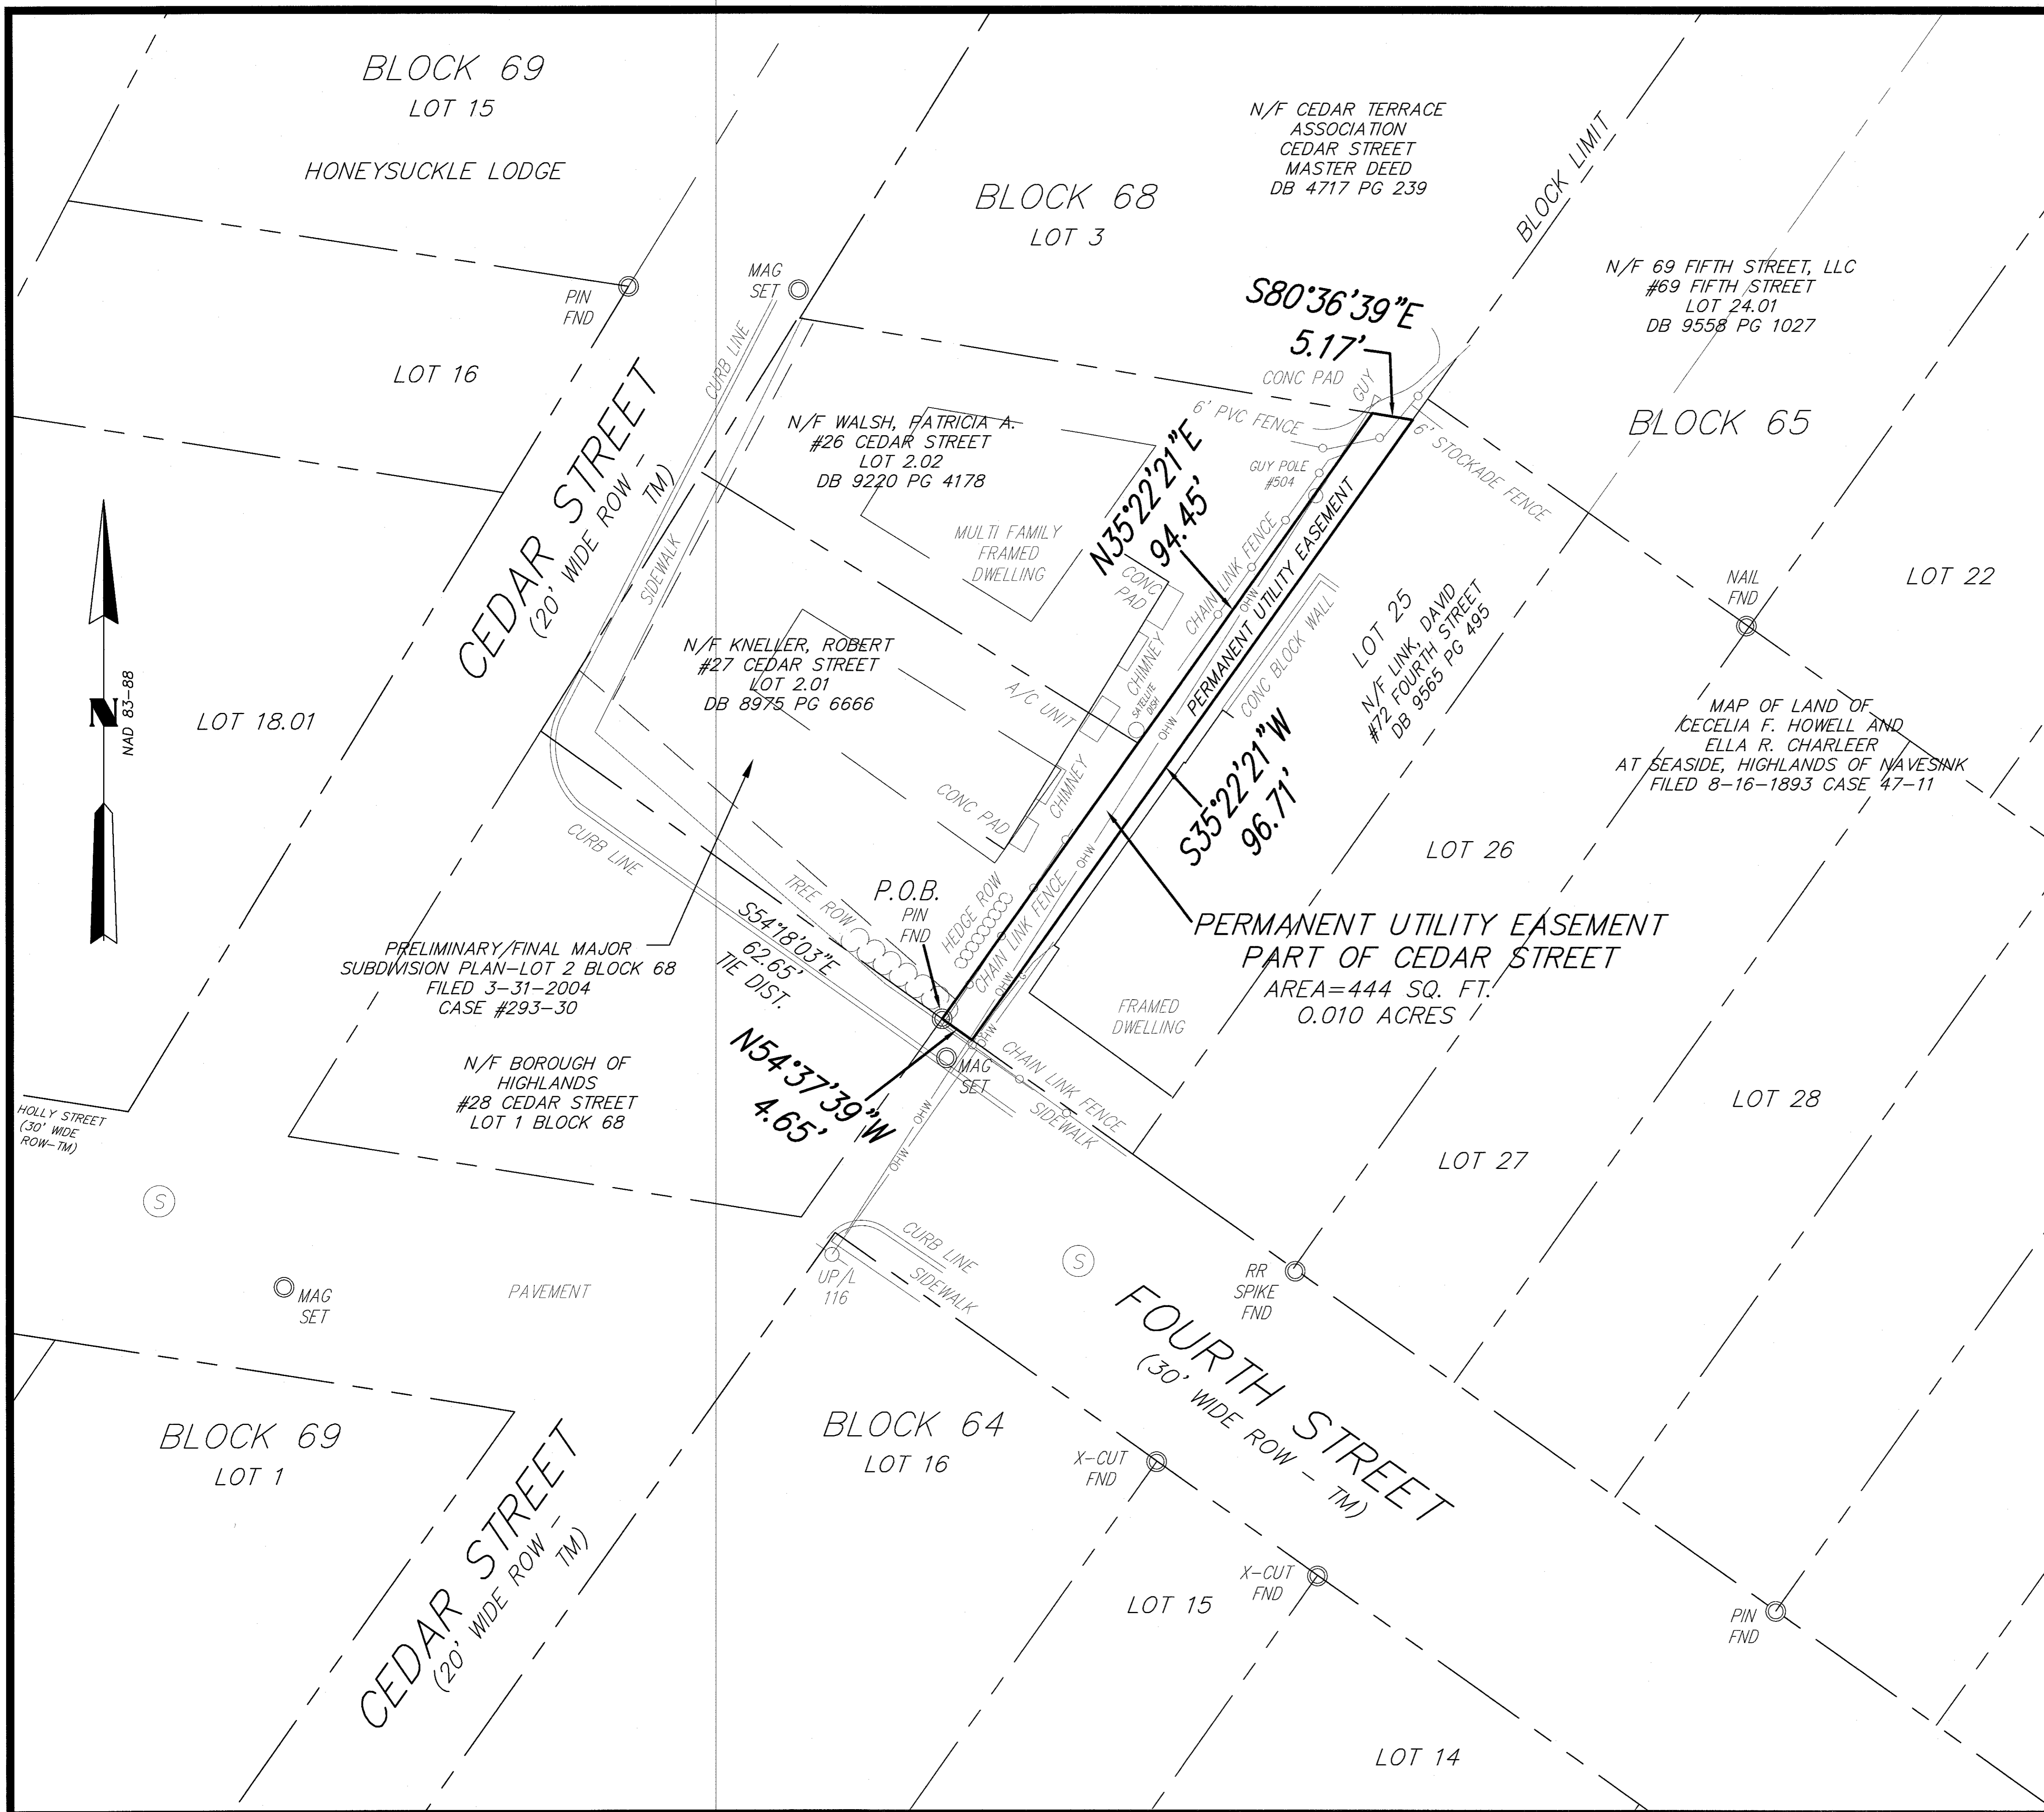 BLOCK 69
LOT 15
HONEYSUCKLE LODGE
N/F CEDAR TERRACE
ASSOCIATION
CEDAR STREET
MASTER DEED
DB 4717 PG 239
BLOCK LIMIT
BLOCK 68
LOT 3
MAG
SET
PIN
FND
N/F 69 FIFTH STREET, LLC
#69 FIFTH STREET
LOT 24.01
DB 9558 PG 1027
S80°36'39"E
5.17'
CONC PAD
GUY
6' PVC FENCE
6' STOCKADE FENCE
BLOCK 65
LOT 16
CURB LINE
CEDAR STREET
(20' WIDE ROW -
TM)
SIDEWALK
N/F WALSH, PATRICIA A.
#26 CEDAR STREET
LOT 2.02
DB 9220 PG 4178
GUY POLE
#504
MULTI FAMILY
FRAMED
DWELLING
N35°22'21"E
94.45'
CONC
PAD
CHAIN LINK FENCE
OHW
PERMANENT UTILITY EASEMENT
CONC BLOCK WALL
LOT 25
N/F LINK, DAVID
#72 FOURTH STREET
DB 9565 PG 495
NAIL
FND
LOT 22
N
NAD 83-88
LOT 18.01
N/F KNELLER, ROBERT
#27 CEDAR STREET
LOT 2.01
DB 8975 PG 6666
A/C UNIT
CHIMNEY
SATELLITE
DISH
OHW
MAP OF LAND OF
CECELIA F. HOWELL AND
ELLA R. CHARLEER
AT SEASIDE, HIGHLANDS OF NAVESINK
FILED 8-16-1893 CASE 47-11
CHIMNEY
CONC PAD
S35°22'21"W
96.71'
CURB LINE
OHW
LOT 26
TREE ROW
P.O.B.
PIN
FND
HEDGE ROW
CHAIN LINK FENCE
S54°18'03"E
62.65'
TIE DIST.
PERMANENT UTILITY EASEMENT
PART OF CEDAR STREET
AREA=444 SQ. FT.
0.010 ACRES
PRELIMINARY/FINAL MAJOR
SUBDIVISION PLAN-LOT 2 BLOCK 68
FILED 3-31-2004
CASE #293-30
OHW
OHW
FRAMED
DWELLING
N54°37'39"W
4.65'
MAG
SET
CHAIN LINK FENCE
SIDEWALK
N/F BOROUGH OF
HIGHLANDS
#28 CEDAR STREET
LOT 1 BLOCK 68
HOLLY STREET
(30' WIDE
ROW-TM)
OHW
OHW
LOT 28
LOT 27
S
CURB LINE
SIDEWALK
UP/L
116
S
RR
SPIKE
FND
MAG
SET
PAVEMENT
FOURTH STREET
(30' WIDE ROW - TM)
BLOCK 69
LOT 1
BLOCK 64
LOT 16
X-CUT
FND
CEDAR STREET
(20' WIDE ROW -
TM)
X-CUT
FND
LOT 15
PIN
FND
LOT 14